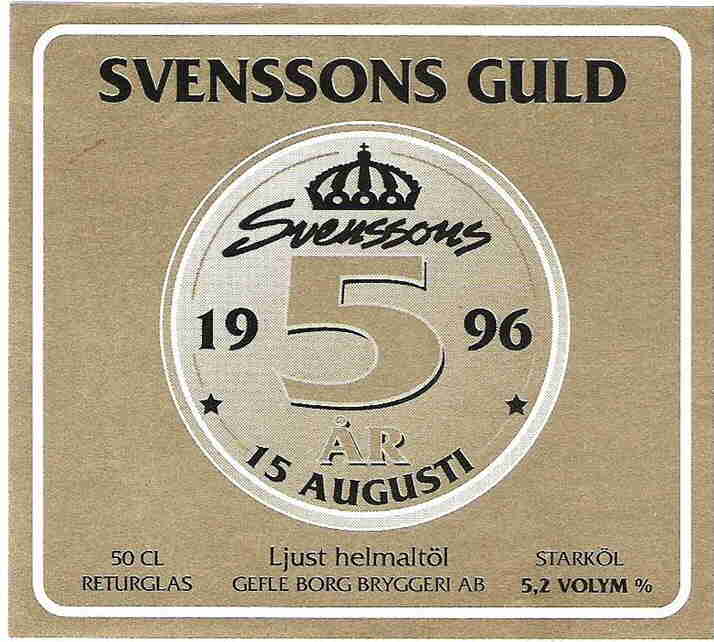 SVENSSONS GULD
Svenssons
19 5 96
ÅR
15 AUGUSTI
50 CL
RETURGLAS
Ljust helmaltöl
GEFLE BORG BRYGGERI AB
STARKÖL
5,2 VOLYM %